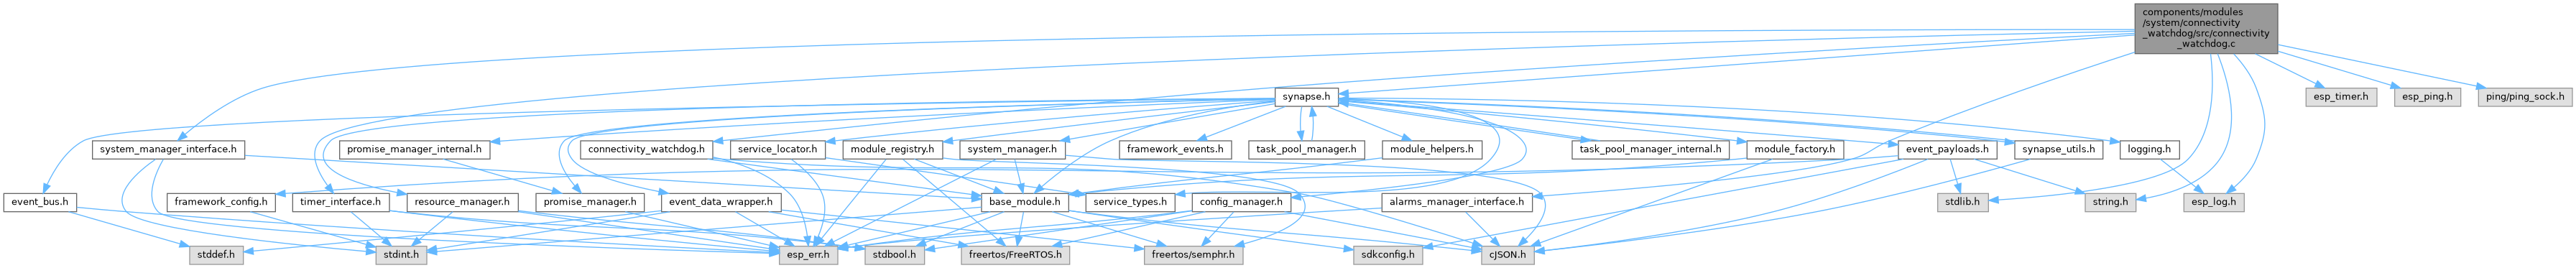 components/modules
/system/connectivity
_watchdog/src/connectivity
_watchdog.c
synapse.h
esp_timer.h
esp_ping.h
ping/ping_sock.h
system_manager_interface.h
promise_manager_internal.h
connectivity_watchdog.h
service_locator.h
module_registry.h
system_manager.h
framework_events.h
task_pool_manager.h
module_helpers.h
task_pool_manager_internal.h
module_factory.h
event_payloads.h
synapse_utils.h
logging.h
event_bus.h
framework_config.h
timer_interface.h
resource_manager.h
promise_manager.h
event_data_wrapper.h
base_module.h
service_types.h
config_manager.h
alarms_manager_interface.h
stdlib.h
string.h
esp_log.h
stddef.h
stdint.h
esp_err.h
stdbool.h
freertos/FreeRTOS.h
freertos/semphr.h
sdkconfig.h
cJSON.h